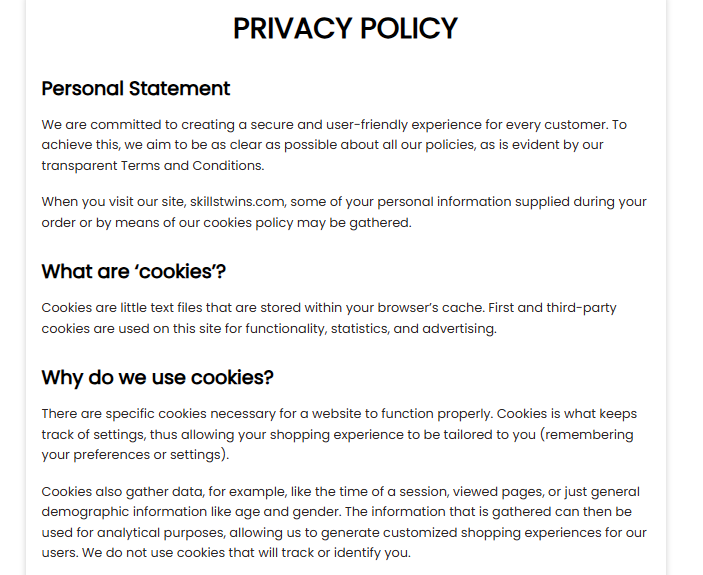 PRIVACY POLICY
Personal Statement
We are committed to creating a secure and user-friendly experience for every customer. To
achieve this, we aim to be as clear as possible about all our policies, as is evident by our
transparent Terms and Conditions.
When you visit our site, skillstwins.com, some of your personal information supplied during your
order or by means of our cookies policy may be gathered.
What are ‘cookies’?
Cookies are little text files that are stored within your browser’s cache. First and third-party
cookies are used on this site for functionality, statistics, and advertising.
Why do we use cookies?
There are specific cookies necessary for a website to function properly. Cookies is what keeps
track of settings, thus allowing your shopping experience to be tailored to you (remembering
your preferences or settings).
Cookies also gather data, for example, like the time of a session, viewed pages, or just general
demographic information like age and gender. The information that is gathered can then be
used for analytical purposes, allowing us to generate customized shopping experiences for our
users. We do not use cookies that will track or identify you.